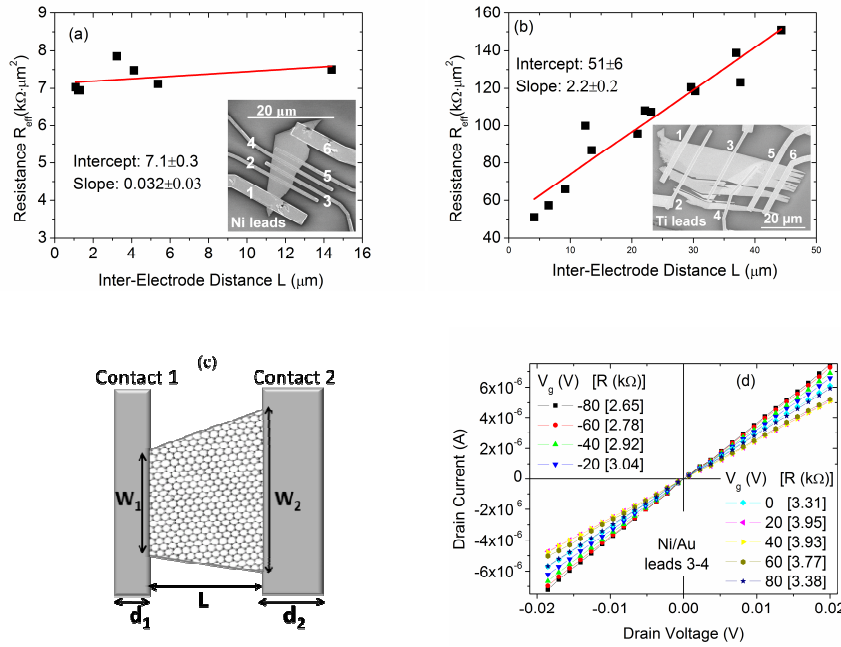 (a)
Resistance R_eff(kΩ·μm²)
9
8
7
6
5
4
3
20 μm
4
2
1
6
5
3
Ni leads
Intercept: 7.1±0.3
Slope: 0.032±0.03
0 2 4 6 8 10 12 14 16
Inter-Electrode Distance L (μm)
(b)
Resistance R_eff(kΩ·μm²)
160
140
120
100
80
60
40
Intercept: 51±6
Slope: 2.2±0.2
1
3
5
6
2
4
Ti leads
20 μm
0 10 20 30 40 50
Inter-Electrode Distance L (μm)
(c)
Contact 1 Contact 2
W₁
W₂
L
d₁
d₂
(d)
Drain Current (A)
6x10⁻⁶
4x10⁻⁶
2x10⁻⁶
0
-2x10⁻⁶
-4x10⁻⁶
-6x10⁻⁶
V_g (V) [R (kΩ)]
-80 [2.65]
-60 [2.78]
-40 [2.92]
-20 [3.04]
V_g (V) [R (kΩ)]
0 [3.31]
20 [3.95]
40 [3.93]
60 [3.77]
80 [3.38]
Ni/Au
leads 3-4
-0.02 -0.01 0.00 0.01 0.02
Drain Voltage (V)